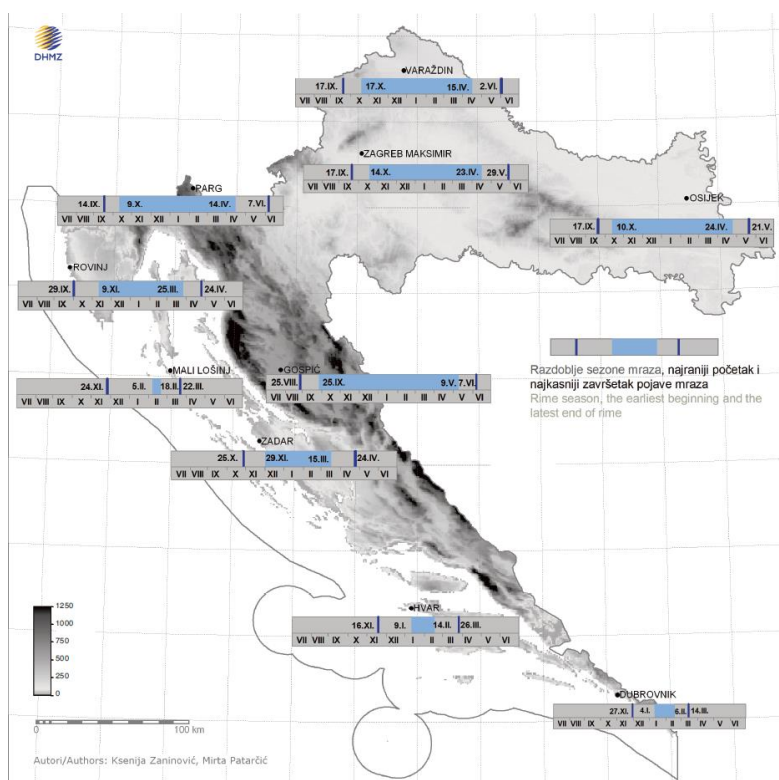 DHMZ
VARAŽDIN
17.IX. 17.X. 15.IV. 2.VI.
VII VIII IX X XI XII I II III IV V VI
ZAGREB MAKSIMIR
17.IX. 14.X. 23.IV. 29.V.
VII VIII IX X XI XII I II III IV V VI
PARG
14.IX. 9.X. 14.IV. 7.VI.
VII VIII IX X XI XII I II III IV V VI
OSIJEK
17.IX. 10.X. 24.IV. 21.V.
VII VIII IX X XI XII I II III IV V VI
ROVINJ
29.IX. 9.XI. 25.III. 24.IV.
VII VIII IX X XI XII I II III IV V VI
MALI LOŠINJ
24.XI. 5.II. 18.II. 22.III.
VII VIII IX X XI XII I II III IV V VI
GOSPIĆ
25.VIII. 25.IX. 9.V. 7.VI.
VII VIII IX X XI XII I II III IV V VI
Razdoblje sezone mraza, najraniji početak i
najkasniji završetak pojave mraza
Rime season, the earliest beginning and the
latest end of rime
ZADAR
25.X. 29.XI. 15.III. 24.IV.
VII VIII IX X XI XII I II III IV V VI
HVAR
16.XI. 9.I. 14.II. 26.III.
VII VIII IX X XI XII I II III IV V VI
DUBROVNIK
27.XI. 4.I. 6.II. 14.III.
VII VIII IX X XI XII I II III IV V VI
1250
1000
750
500
250
0
0 100 km
Autori/Authors: Ksenija Zaninović, Mirta Patarčić